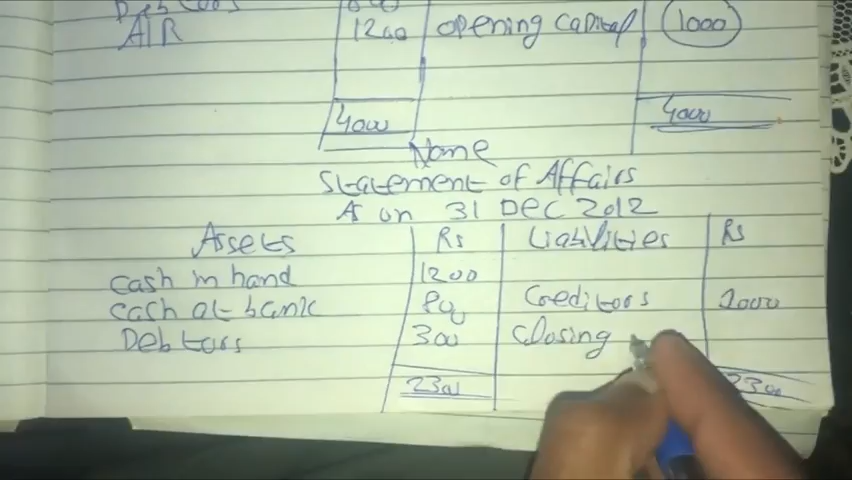 A/R 1200 opening capital 1000
4000 4000
Name
Statement of Affairs
As on 31 Dec 2012
Assets Rs Liabilities Rs
cash in hand 1200
cash at bank 800 Creditors 2000
Debtors 300 closing
2300 2300